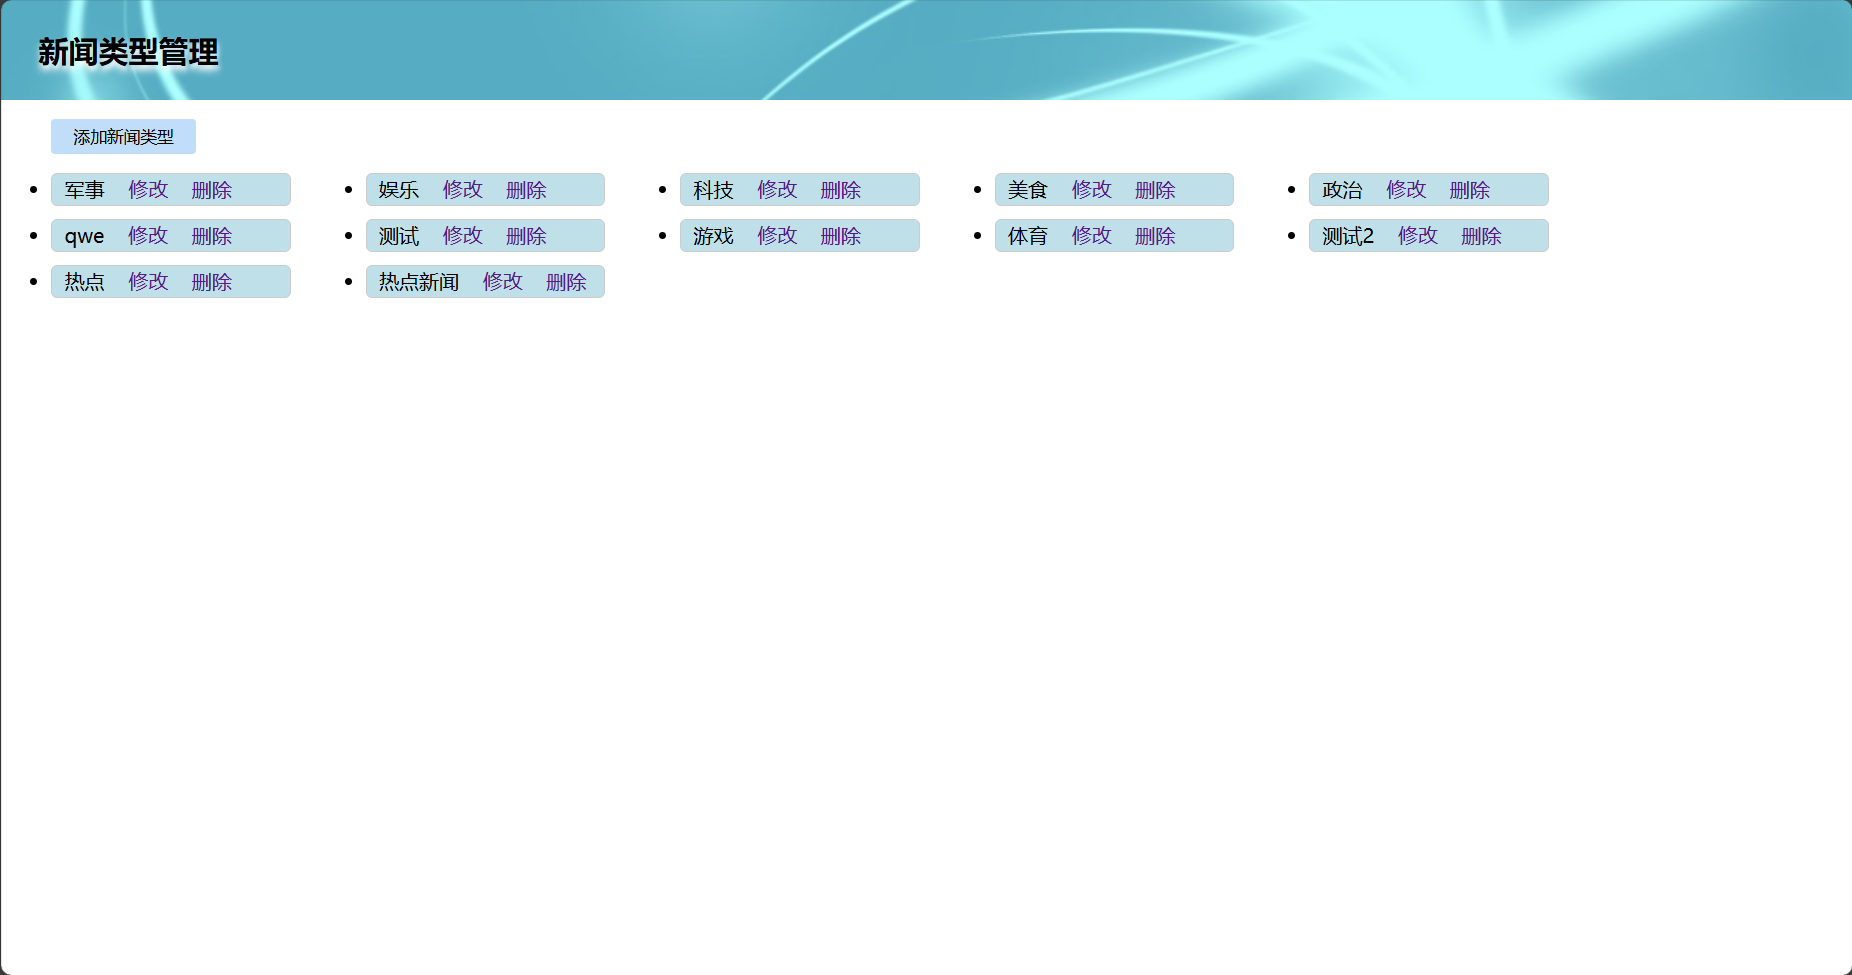 新闻类型管理
添加新闻类型
军事 修改 删除 娱乐 修改 删除 科技 修改 删除 美食 修改 删除 政治 修改 删除
qwe 修改 删除 测试 修改 删除 游戏 修改 删除 体育 修改 删除 测试2 修改 删除
热点 修改 删除 热点新闻 修改 删除